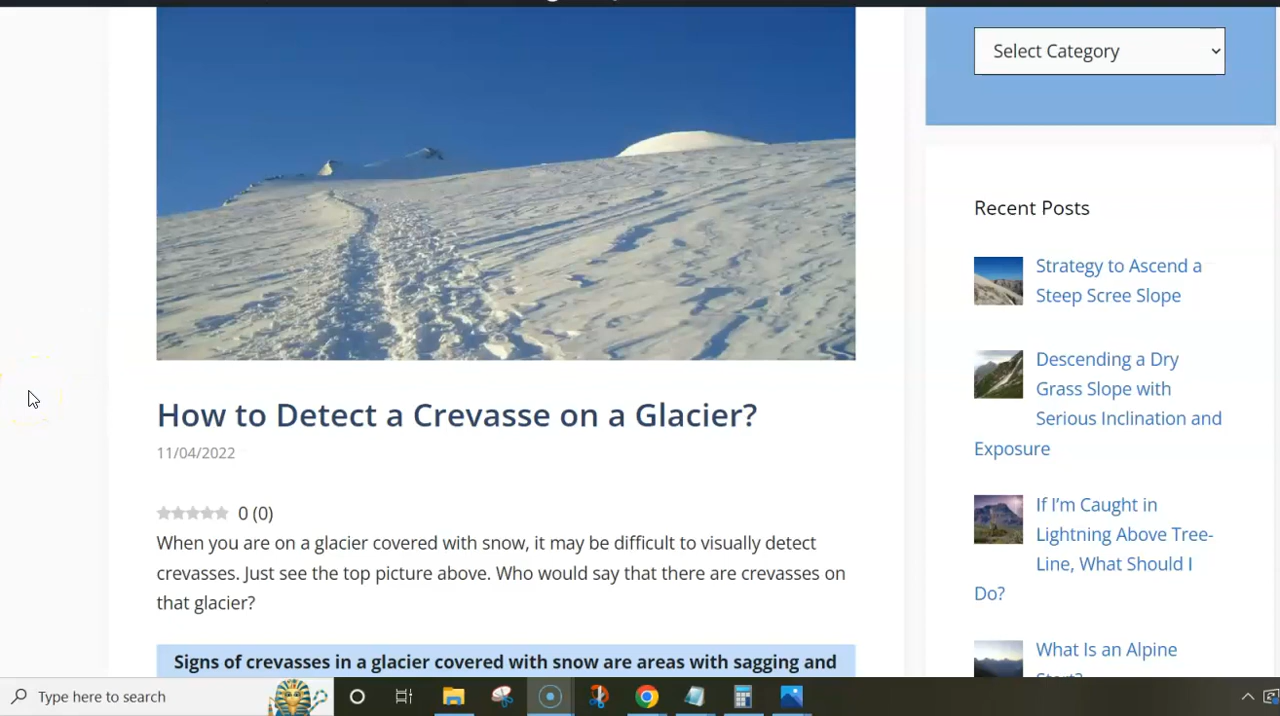 Select Category
How to Detect a Crevasse on a Glacier?
11/04/2022
0 (0)
When you are on a glacier covered with snow, it may be difficult to visually detect
crevasses. Just see the top picture above. Who would say that there are crevasses on
that glacier?
Signs of crevasses in a glacier covered with snow are areas with sagging and
Recent Posts
Strategy to Ascend a
Steep Scree Slope
Descending a Dry
Grass Slope with
Serious Inclination and
Exposure
If I'm Caught in
Lightning Above Tree-
Line, What Should I
Do?
What Is an Alpine
Start?
Type here to search